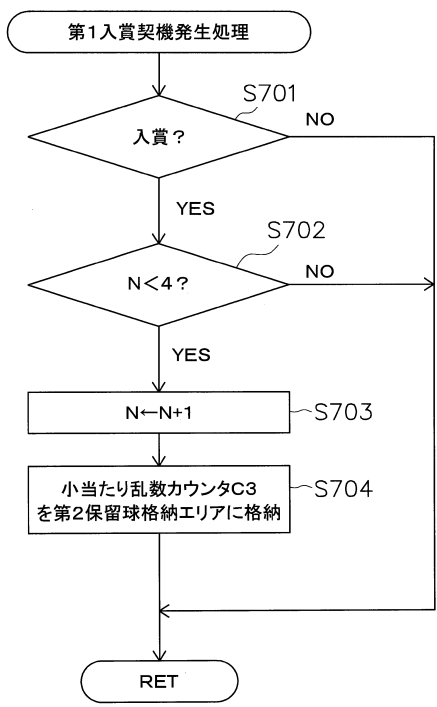 第1入賞契機発生処理
S701
入賞?
NO
YES
S702
N<4?
NO
YES
N←N+1
S703
小当たり乱数カウンタC3
を第2保留球格納エリアに格納
S704
RET